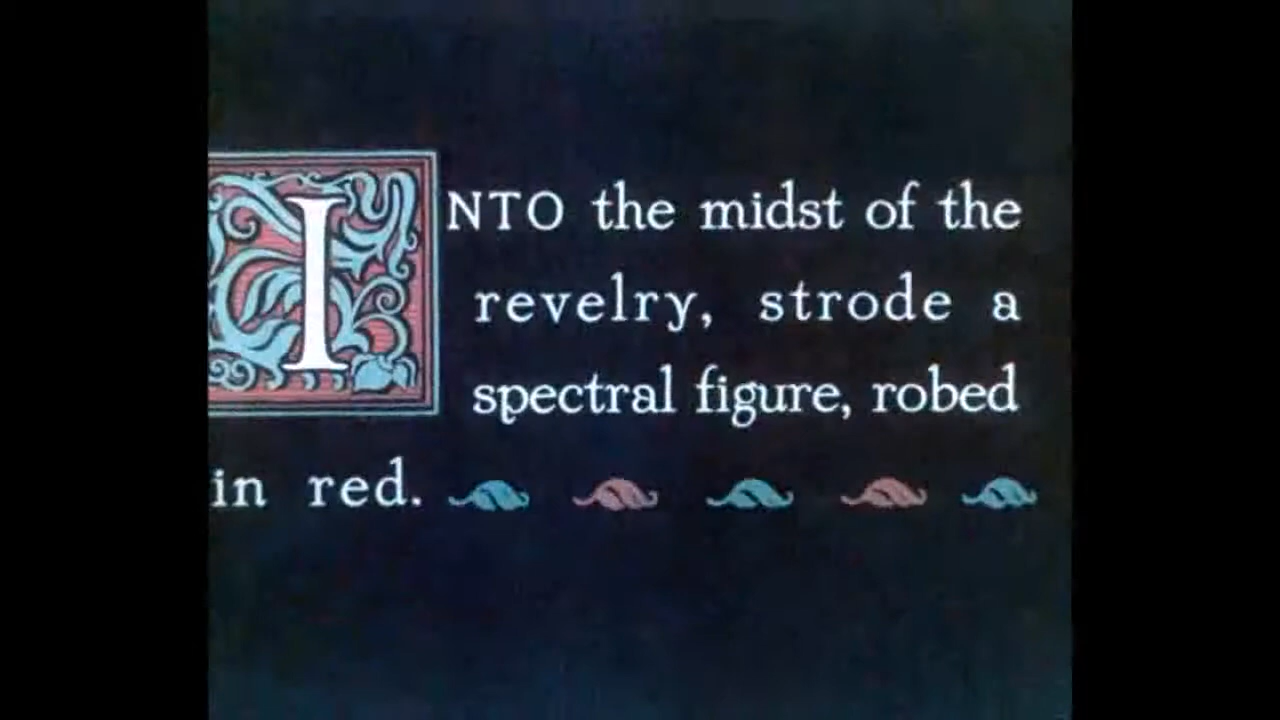 INTO the midst of the
revelry, strode a
spectral figure, robed
in red.